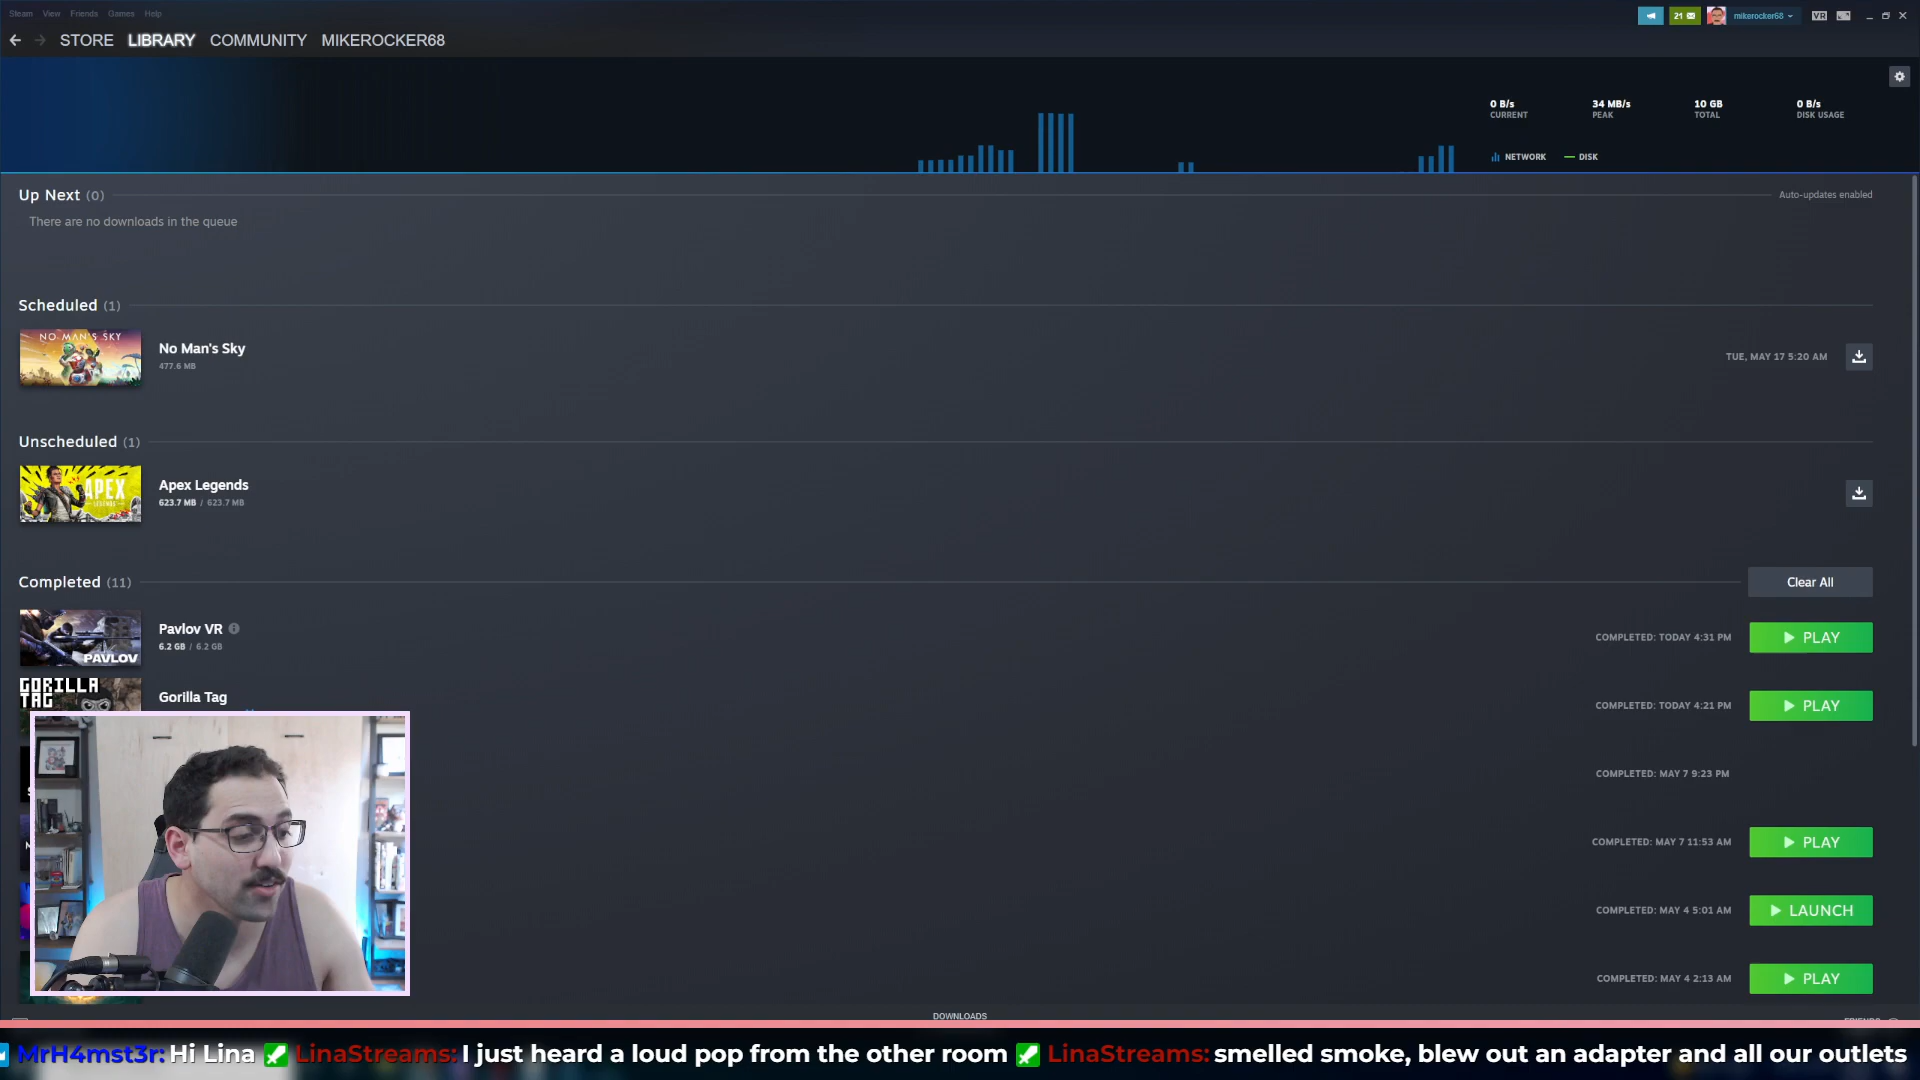 Steam View Friends Games Help
21 mikerocker68 VR
STORE LIBRARY COMMUNITY MIKEROCKER68
0 B/s 34 MB/s 10 GB 0 B/s
CURRENT PEAK TOTAL DISK USAGE
NETWORK DISK
Up Next (0) Auto-updates enabled
There are no downloads in the queue
Scheduled (1)
NO MAN'S SKY
No Man's Sky
477.6 MB
TUE, MAY 17 5:20 AM
Unscheduled (1)
APEX
LEGENDS
Apex Legends
623.7 MB / 623.7 MB
Completed (11) Clear All
PAVLOV
Pavlov VR
6.2 GB / 6.2 GB
COMPLETED: TODAY 4:31 PM PLAY
GORILLA
TAG
Gorilla Tag
COMPLETED: TODAY 4:21 PM PLAY
COMPLETED: MAY 7 9:23 PM
COMPLETED: MAY 7 11:53 AM PLAY
COMPLETED: MAY 4 5:01 AM LAUNCH
COMPLETED: MAY 4 2:13 AM PLAY
DOWNLOADS
MrH4mst3r: Hi Lina LinaStreams: I just heard a loud pop from the other room LinaStreams: smelled smoke, blew out an adapter and all our outlets